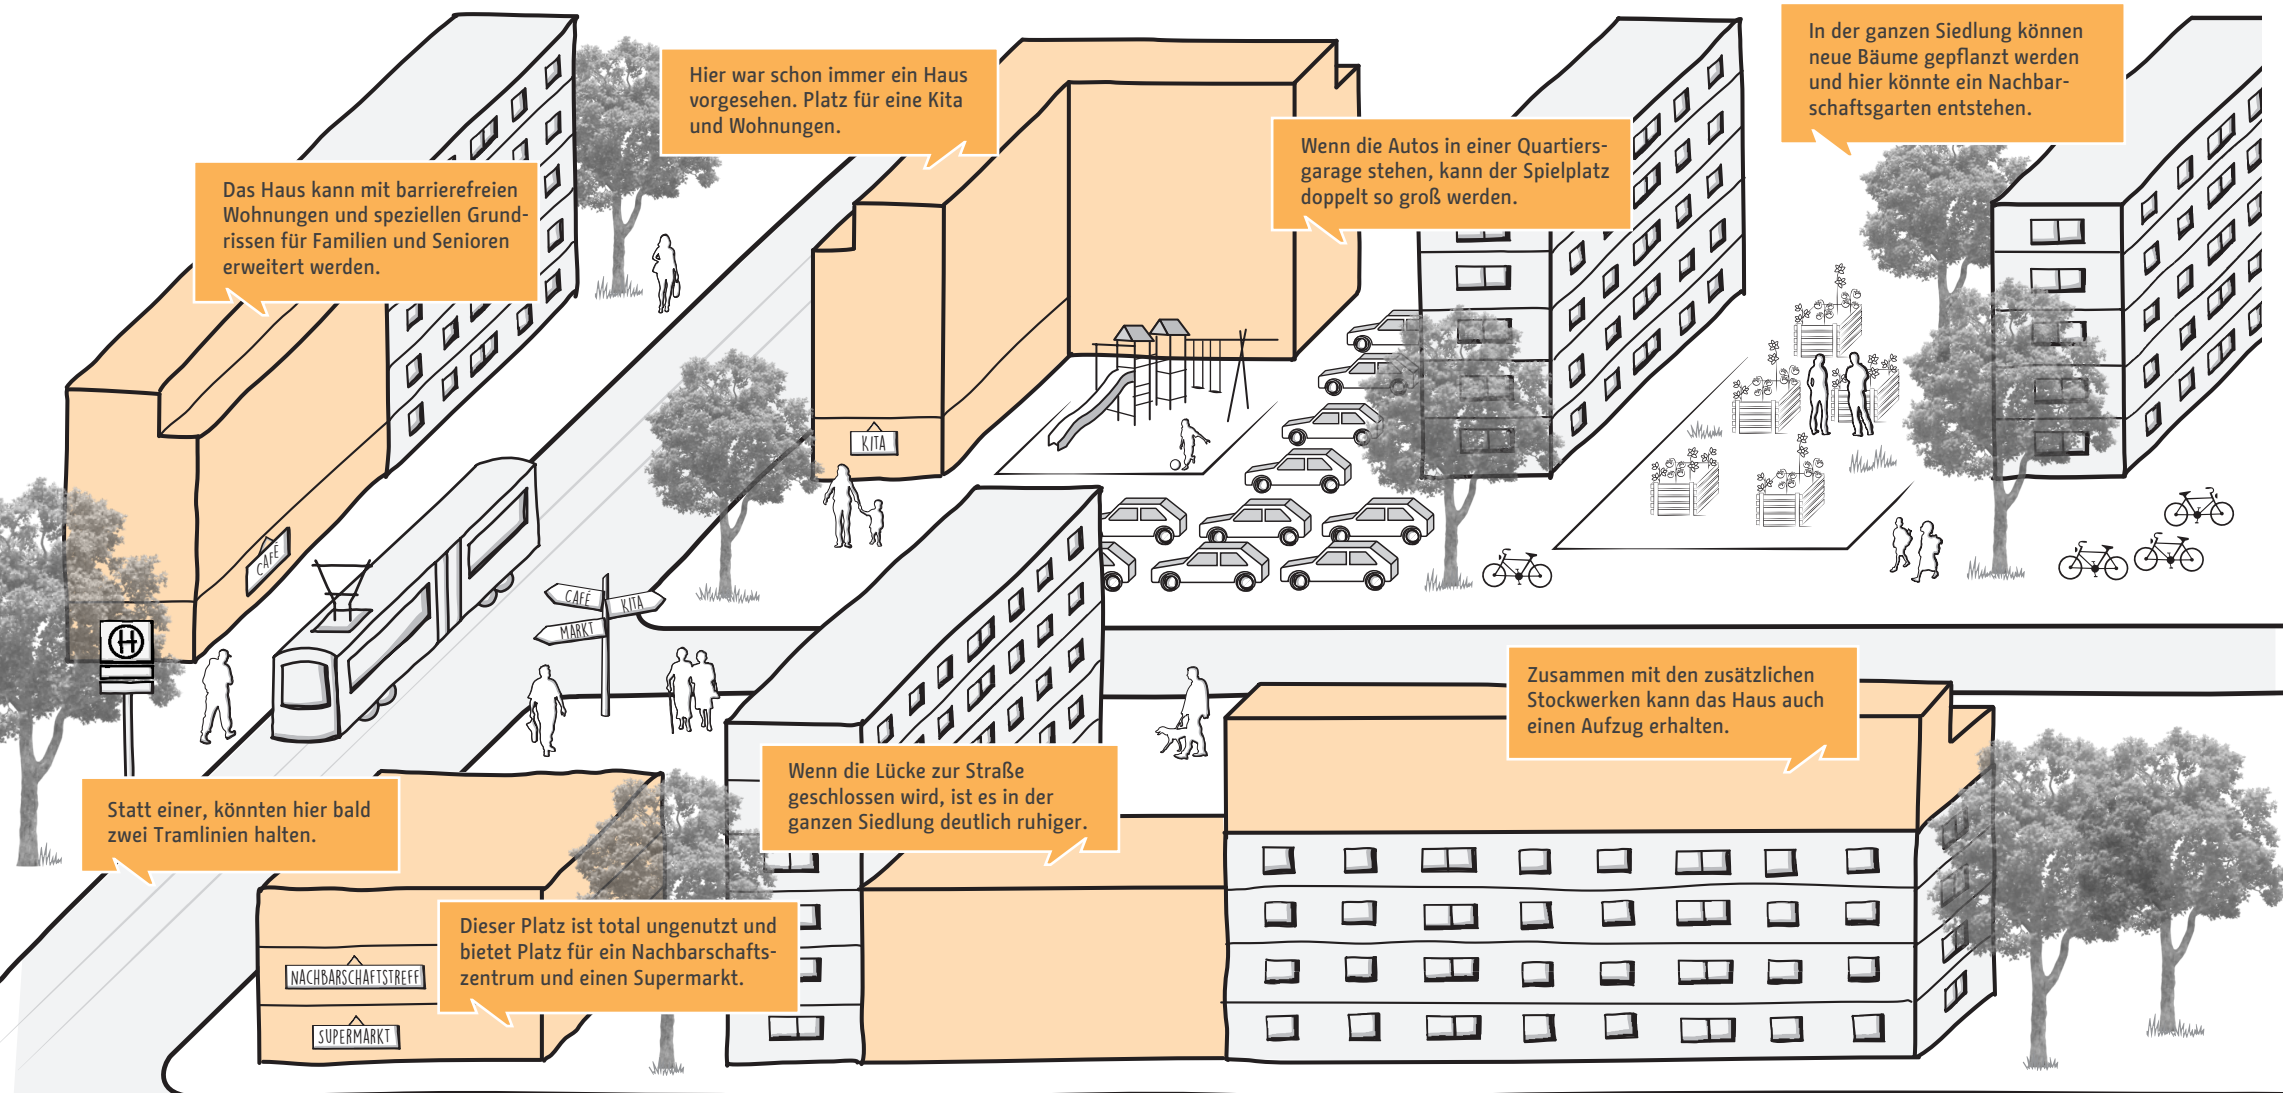 In der ganzen Siedlung können
neue Bäume gepflanzt werden
und hier könnte ein Nachbar-
schaftsgarten entstehen.
Hier war schon immer ein Haus
vorgesehen. Platz für eine Kita
und Wohnungen.
Wenn die Autos in einer Quartiers-
garage stehen, kann der Spielplatz
doppelt so groß werden.
Das Haus kann mit barrierefreien
Wohnungen und speziellen Grund-
rissen für Familien und Senioren
erweitert werden.
KITA
CAFÉ
CAFÉ
KITA
MARKT
H
Zusammen mit den zusätzlichen
Stockwerken kann das Haus auch
einen Aufzug erhalten.
Wenn die Lücke zur Straße
geschlossen wird, ist es in der
ganzen Siedlung deutlich ruhiger.
Statt einer, könnten hier bald
zwei Tramlinien halten.
Dieser Platz ist total ungenutzt und
bietet Platz für ein Nachbarschafts-
zentrum und einen Supermarkt.
NACHBARSCHAFTSTREFF
SUPERMARKT